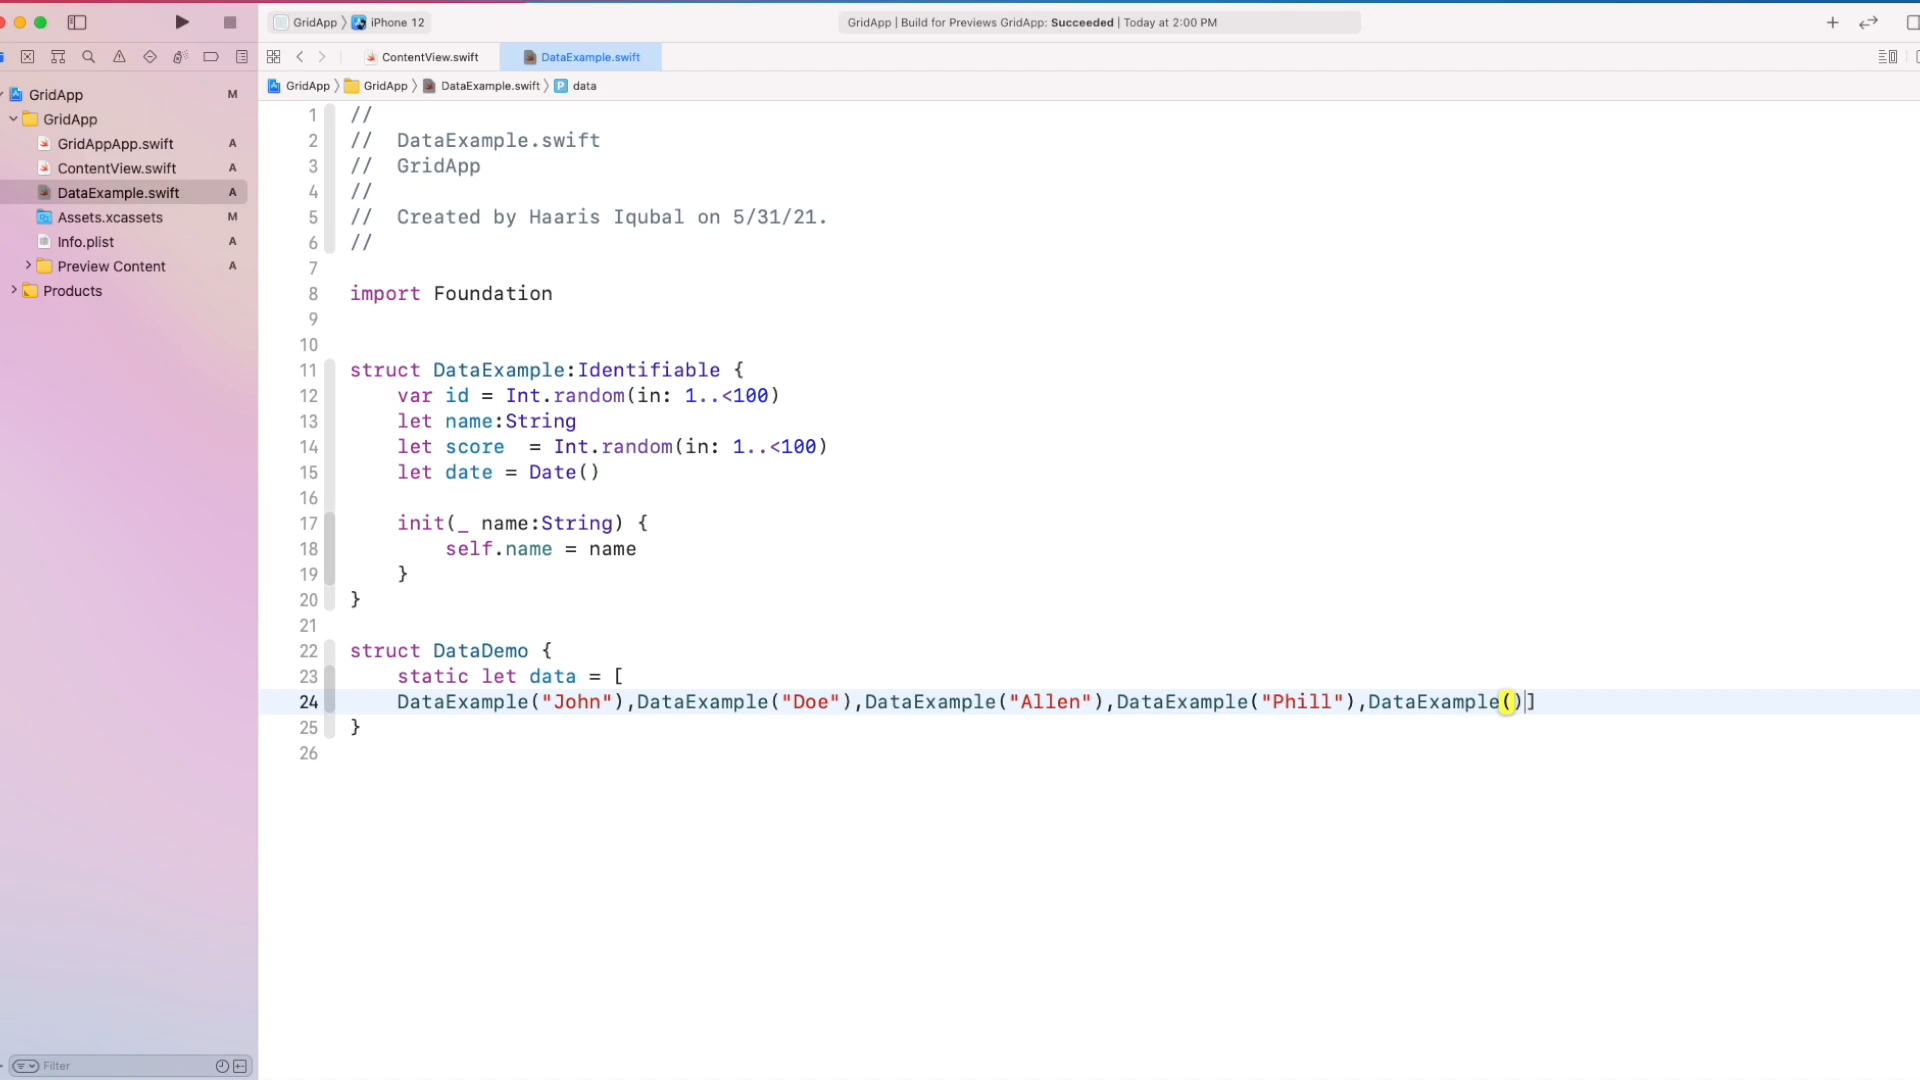 GridApp iPhone 12 GridApp | Build for Previews GridApp: Succeeded | Today at 2:00 PM
ContentView.swift DataExample.swift
GridApp GridApp DataExample.swift P data
GridApp M
GridApp
GridAppApp.swift A
ContentView.swift A
DataExample.swift A
Assets.xcassets M
Info.plist A
Preview Content A
Products
Filter
1 //
2 //  DataExample.swift
3 //  GridApp
4 //
5 //  Created by Haaris Iqubal on 5/31/21.
6 //
7
8 import Foundation
9
10
11 struct DataExample:Identifiable {
12     var id = Int.random(in: 1..<100)
13     let name:String
14     let score  = Int.random(in: 1..<100)
15     let date = Date()
16
17     init(_ name:String) {
18         self.name = name
19     }
20 }
21
22 struct DataDemo {
23     static let data = [
24     DataExample("John"),DataExample("Doe"),DataExample("Allen"),DataExample("Phill"),DataExample()]
25 }
26